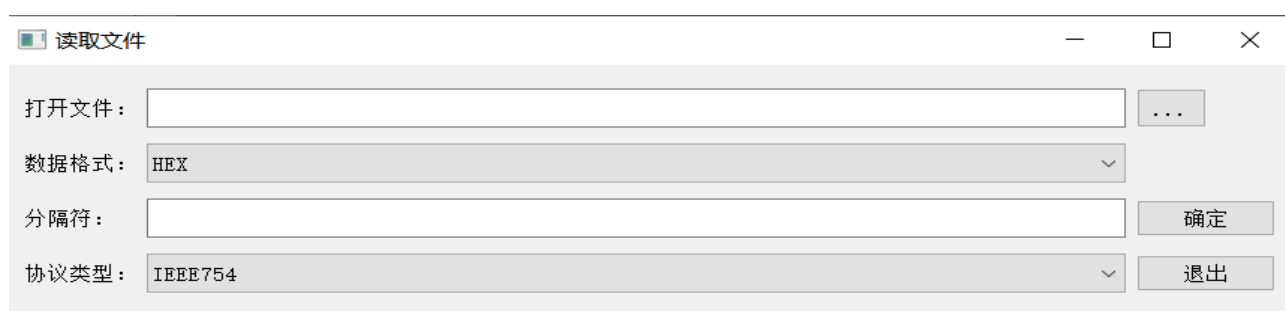 读取文件
打开文件： ...
数据格式： HEX
分隔符： 确定
协议类型： IEEE754 退出